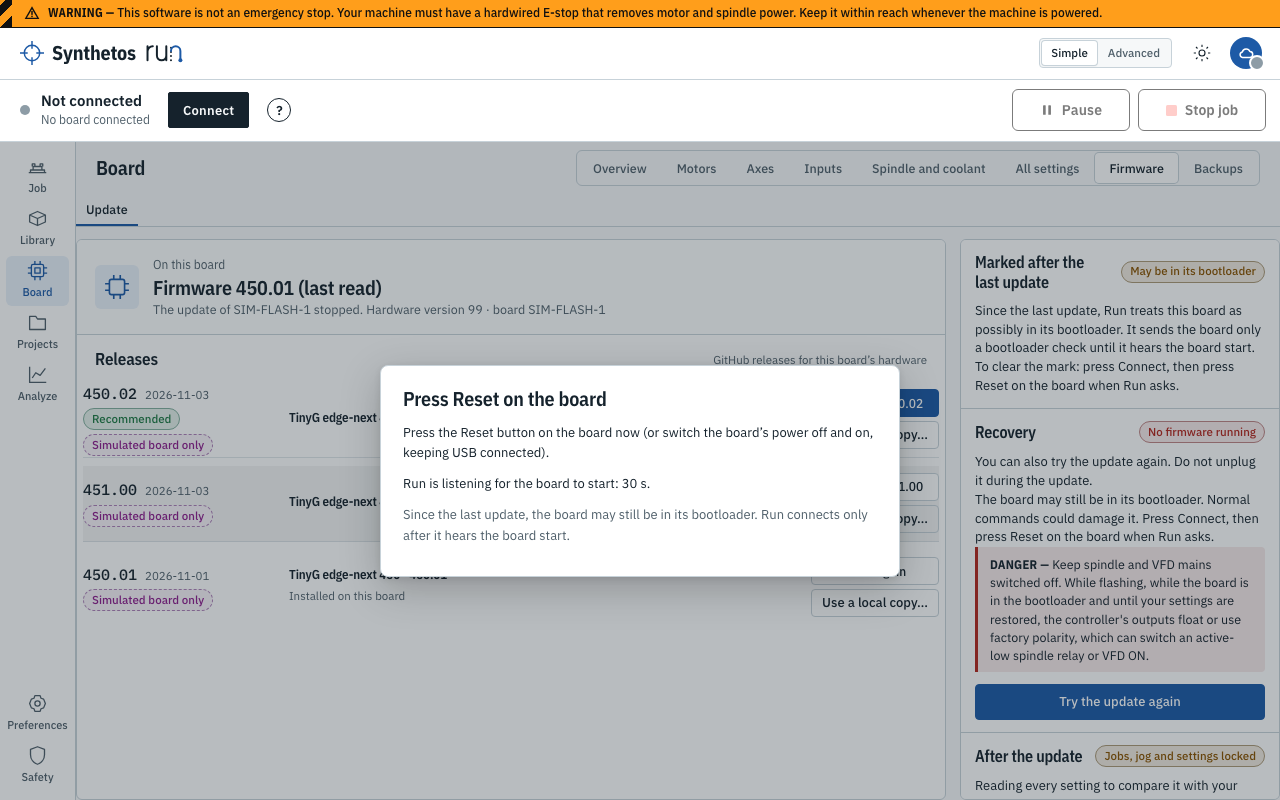 WARNING — This software is not an emergency stop. Your machine must have a hardwired E-stop that removes motor and spindle power. Keep it within reach whenever the machine is powered.
Synthetos run
Simple
Advanced
Not connected
No board connected
Connect
?
Pause
Stop job
Job
Library
Board
Projects
Analyze
Preferences
Safety
Board
Overview
Motors
Axes
Inputs
Spindle and coolant
All settings
Firmware
Backups
Update
On this board
Firmware 450.01 (last read)
The update of SIM-FLASH-1 stopped. Hardware version 99 · board SIM-FLASH-1
Releases
GitHub releases for this board's hardware
450.02 2026-11-03
Recommended
Simulated board only
TinyG edge-next
451.00 2026-11-03
Simulated board only
TinyG edge-next
450.01 2026-11-01
Simulated board only
TinyG edge-next
Installed on this board
Use a local copy...
Press Reset on the board
Press the Reset button on the board now (or switch the board's power off and on,
keeping USB connected).
Run is listening for the board to start: 30 s.
Since the last update, the board may still be in its bootloader. Run connects only
after it hears the board start.
Marked after the
last update
May be in its bootloader
Since the last update, Run treats this board as
possibly in its bootloader. It sends the board only
a bootloader check until it hears the board start.
To clear the mark: press Connect, then press
Reset on the board when Run asks.
Recovery
No firmware running
You can also try the update again. Do not unplug
it during the update.
The board may still be in its bootloader. Normal
commands could damage it. Press Connect, then
press Reset on the board when Run asks.
DANGER — Keep spindle and VFD mains
switched off. While flashing, while the board is
in the bootloader and until your settings are
restored, the controller's outputs float or use
factory polarity, which can switch an active-
low spindle relay or VFD ON.
Try the update again
After the update
Jobs, jog and settings locked
Reading every setting to compare it with your